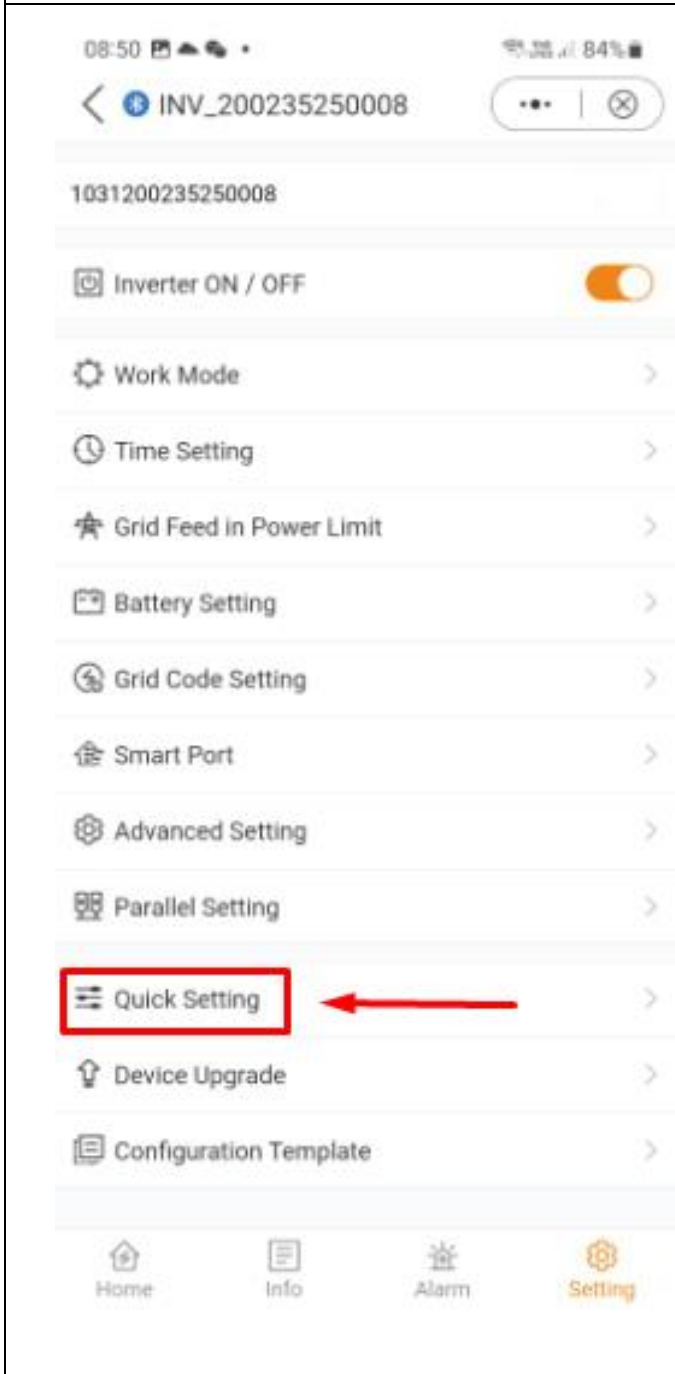 08:50
84%
INV_200235250008
1031200235250008
Inverter ON / OFF
Work Mode
Time Setting
Grid Feed in Power Limit
Battery Setting
Grid Code Setting
Smart Port
Advanced Setting
Parallel Setting
Quick Setting
Device Upgrade
Configuration Template
Home Info Alarm Setting